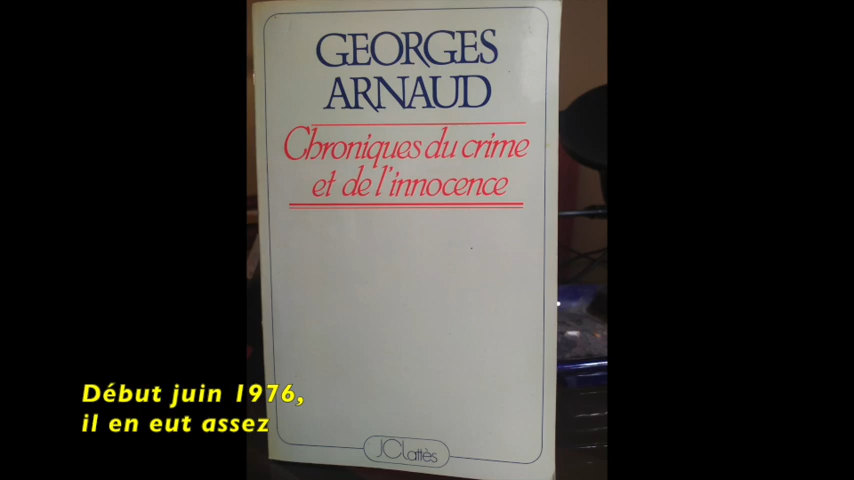 GEORGES
ARNAUD
Chroniques du crime
et de l'innocence
Début juin 1976,
il en eut assez
JCLattès